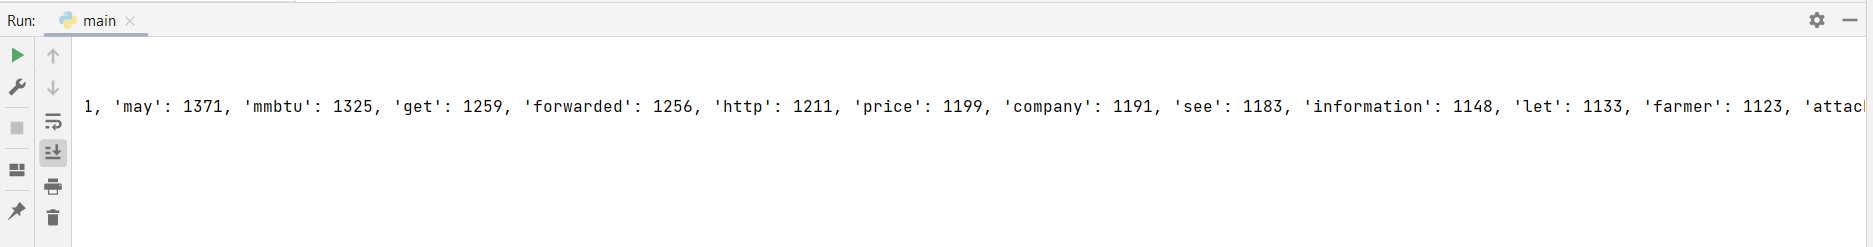 Run: main
1, 'may': 1371, 'mmbtu': 1325, 'get': 1259, 'forwarded': 1256, 'http': 1211, 'price': 1199, 'company': 1191, 'see': 1183, 'information': 1148, 'let': 1133, 'farmer': 1123, 'attac